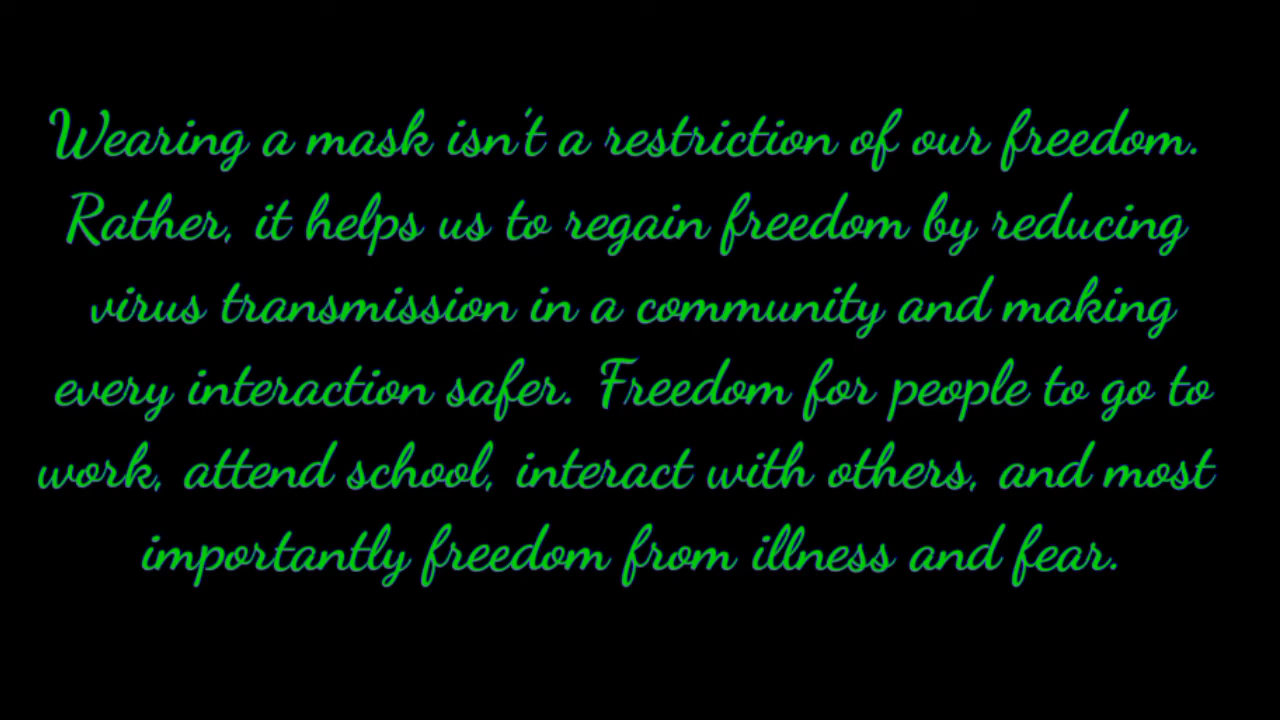 Wearing a mask isn't a restriction of our freedom.
Rather, it helps us to regain freedom by reducing
virus transmission in a community and making
every interaction safer. Freedom for people to go to
work, attend school, interact with others, and most
importantly freedom from illness and fear.